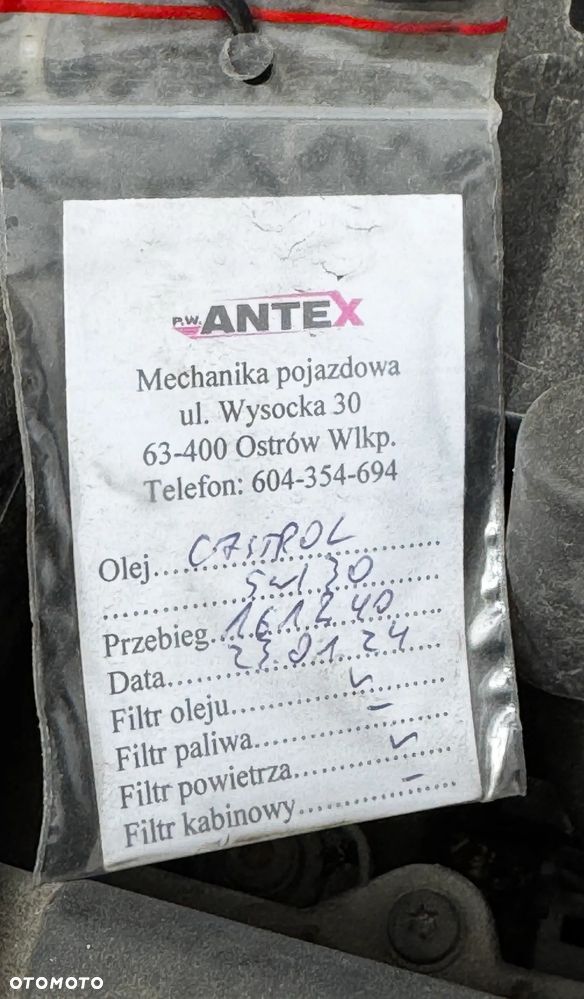 P.W. ANTEX
Mechanika pojazdowa
ul. Wysocka 30
63-400 Ostrów Wlkp.
Telefon: 604-354-694
Olej.... CASTROL
5W30
Przebieg. 161240
Data.... 23.01.24
Filtr oleju.... ✓
Filtr paliwa.... –
Filtr powietrza.... ✓
Filtr kabinowy.... –
OTOMOTO